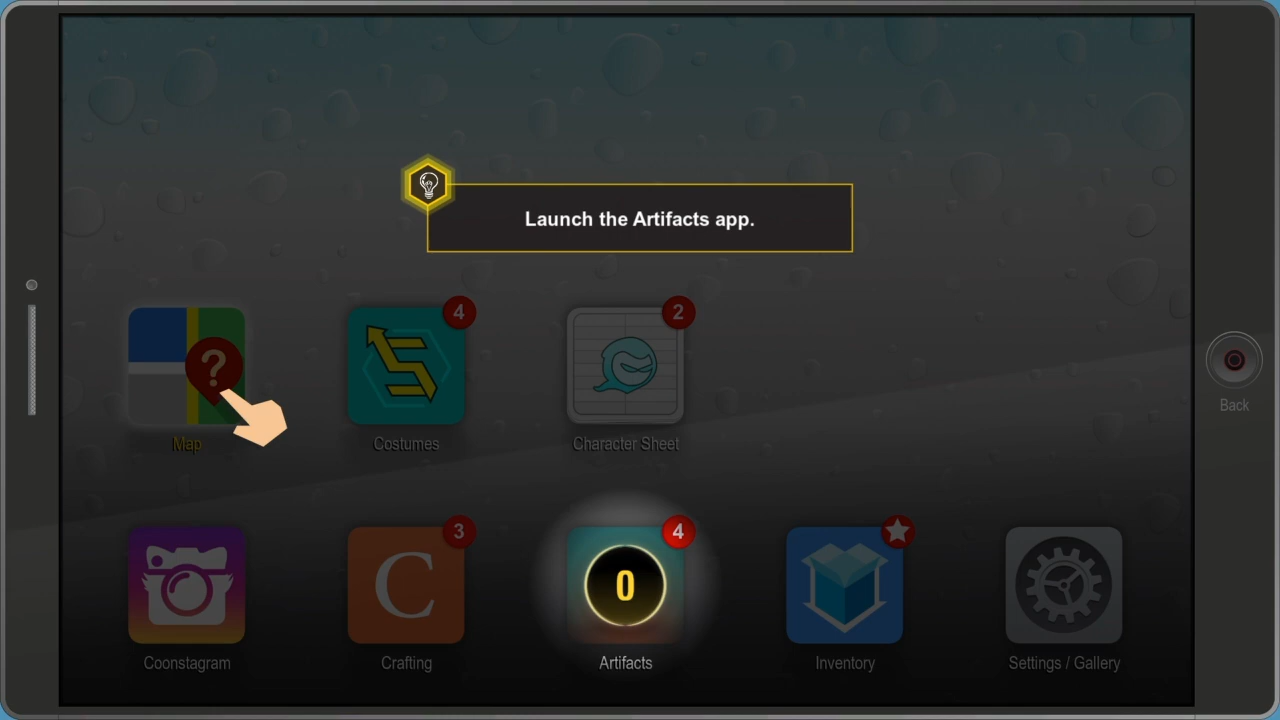 Launch the Artifacts app.
?
4
2
Map
Costumes
Character Sheet
Back
3
4
C
0
Coonstagram
Crafting
Artifacts
Inventory
Settings / Gallery